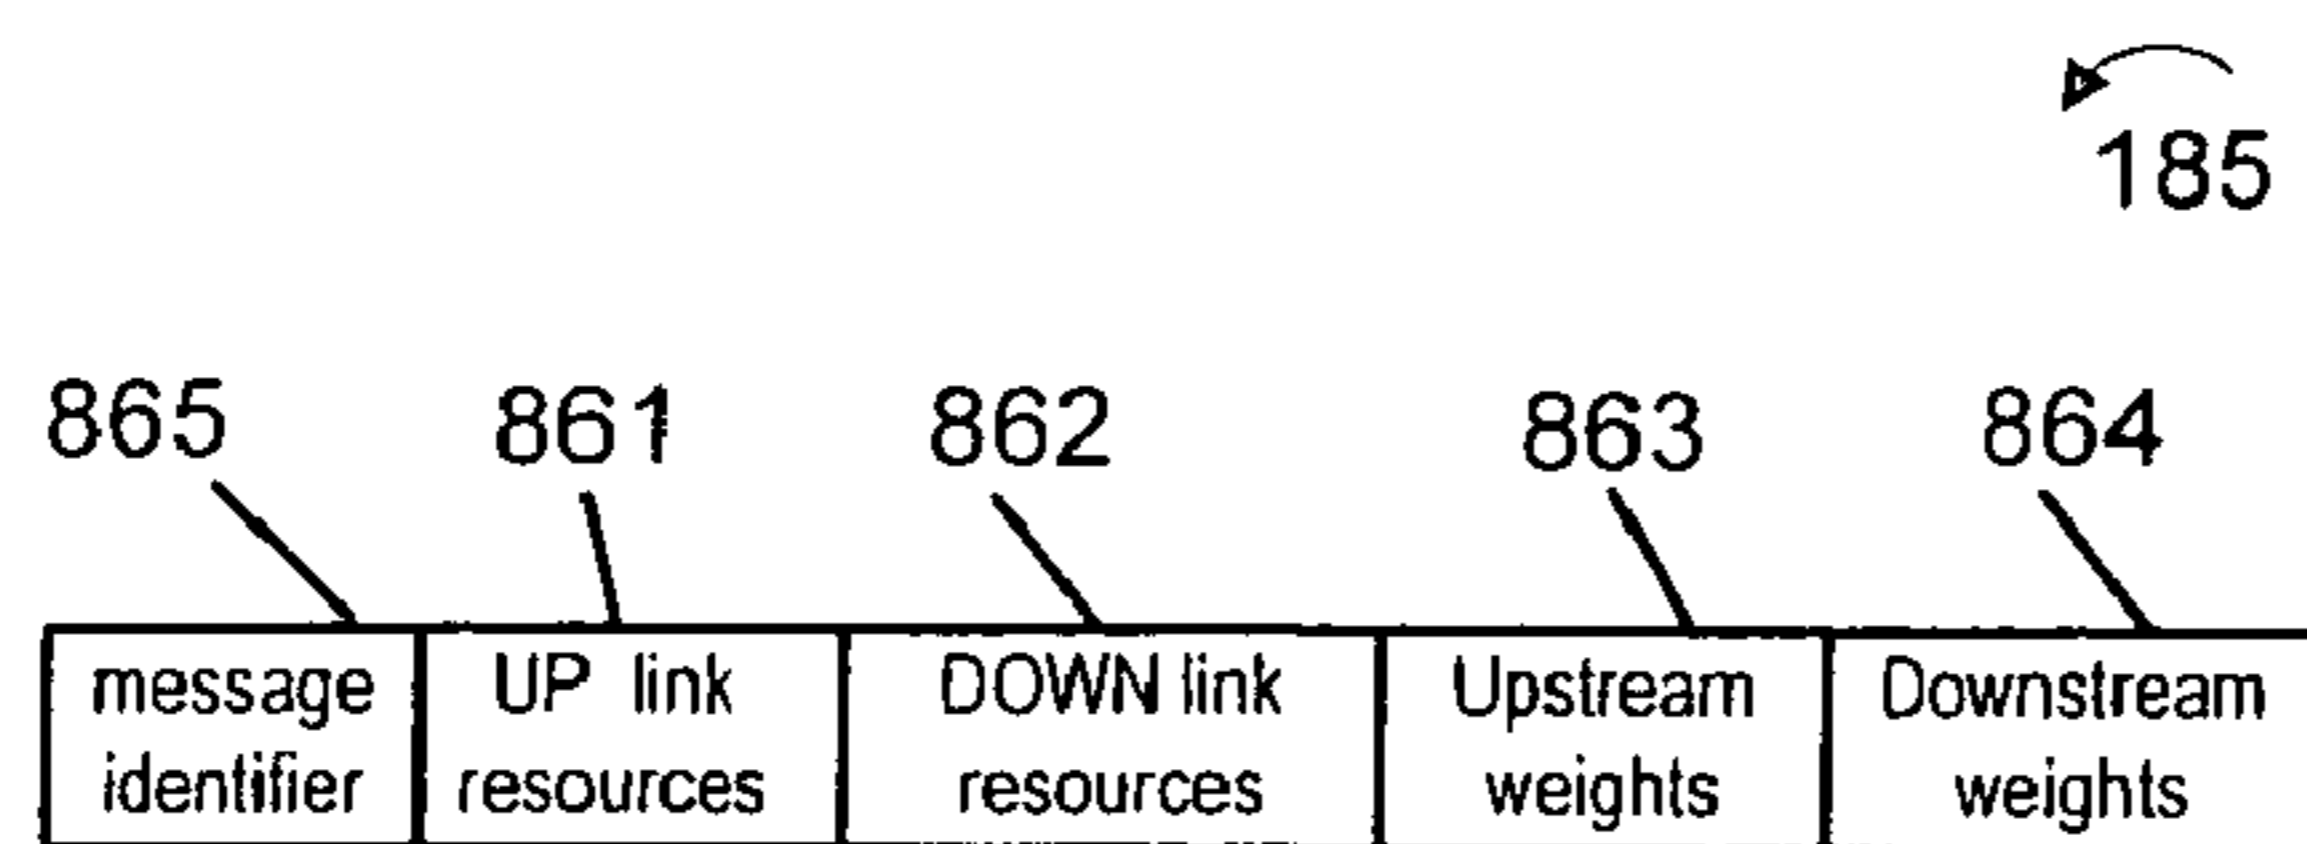 185
865 861 862 863 864
message identifier
UP link resources
DOWN link resources
Upstream weights
Downstream weights